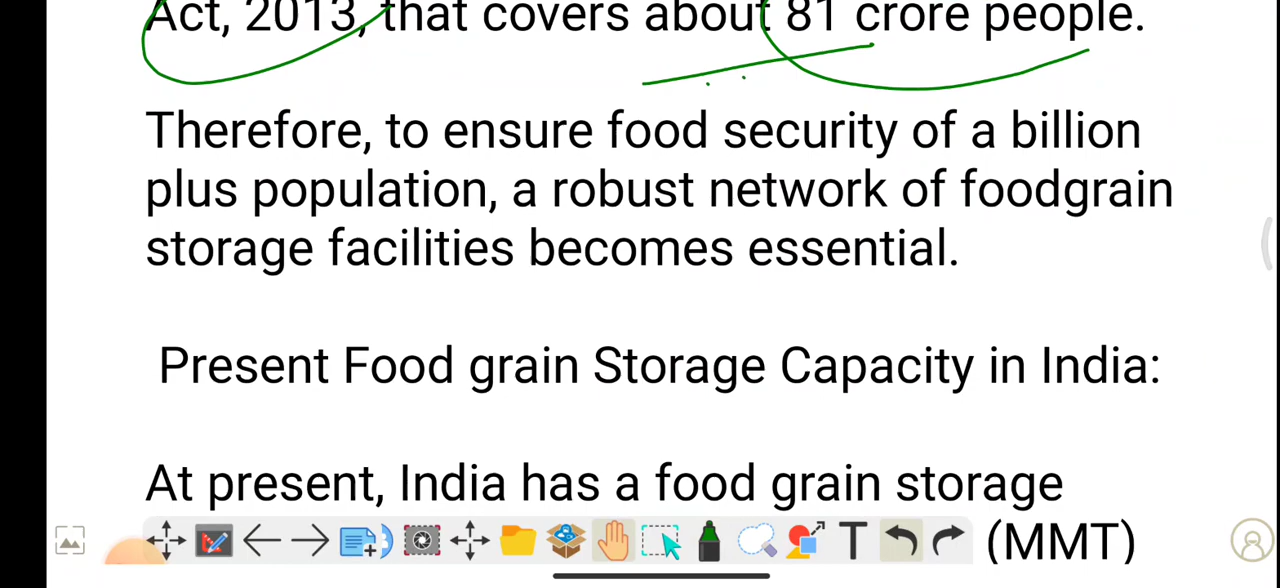 Act, 2013, that covers about 81 crore people.
Therefore, to ensure food security of a billion
plus population, a robust network of foodgrain
storage facilities becomes essential.
Present Food grain Storage Capacity in India:
At present, India has a food grain storage
(MMT)
T